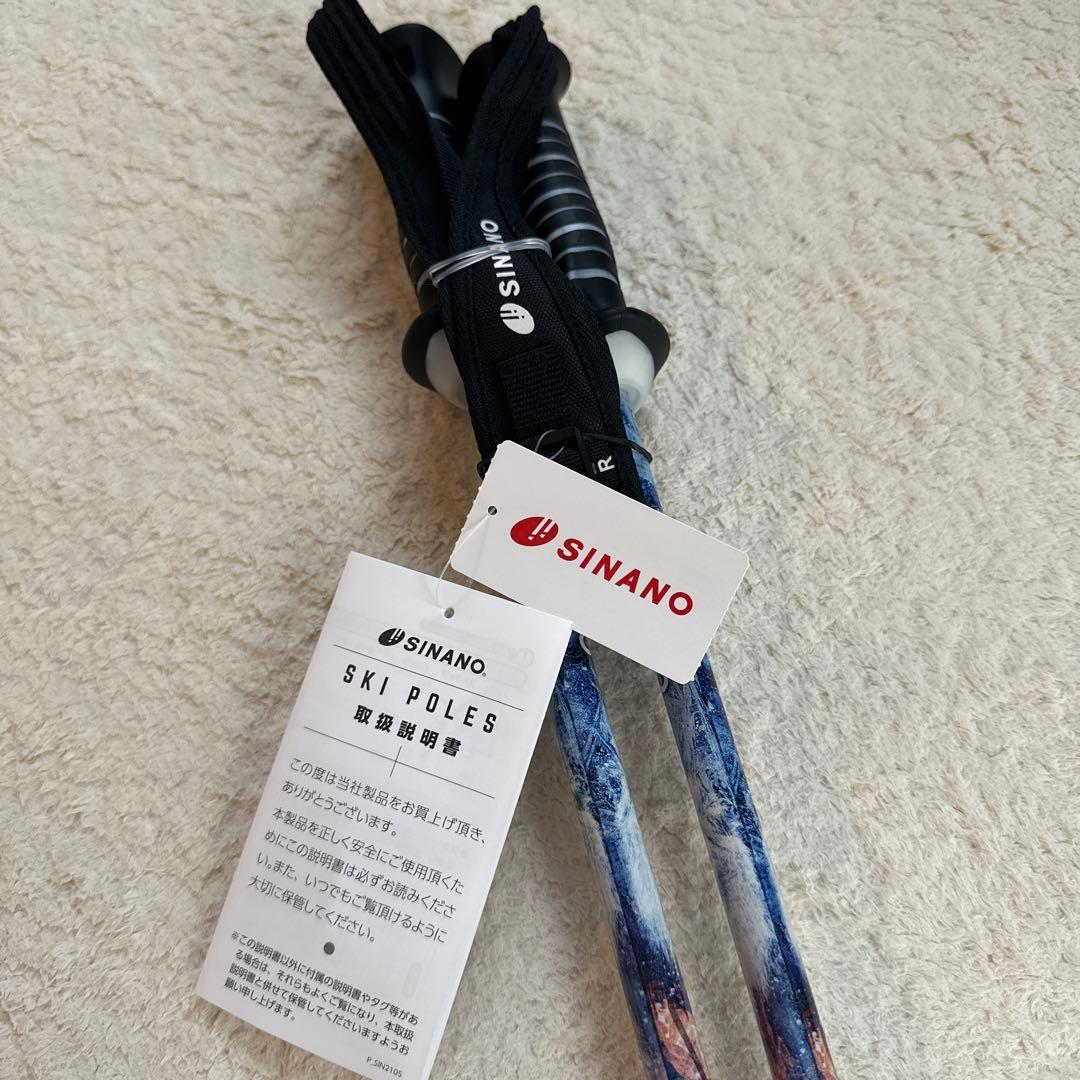 SINANO
R
SINANO
SINANO
SKI POLES
取扱説明書
この度は当社製品をお買上げ頂き、
ありがとうございます。
本製品を正しく安全にご使用頂くた
めにこの説明書は必ずお読みくださ
い。また、いつでもご覧頂けるように
大切に保管してください。
※この説明書以外に付属の説明書やタグ等があ
る場合は、それらもよくご覧になり、本取扱
説明書と併せて保管してくださいますようお
願い申し上げます。
P_SIN2105